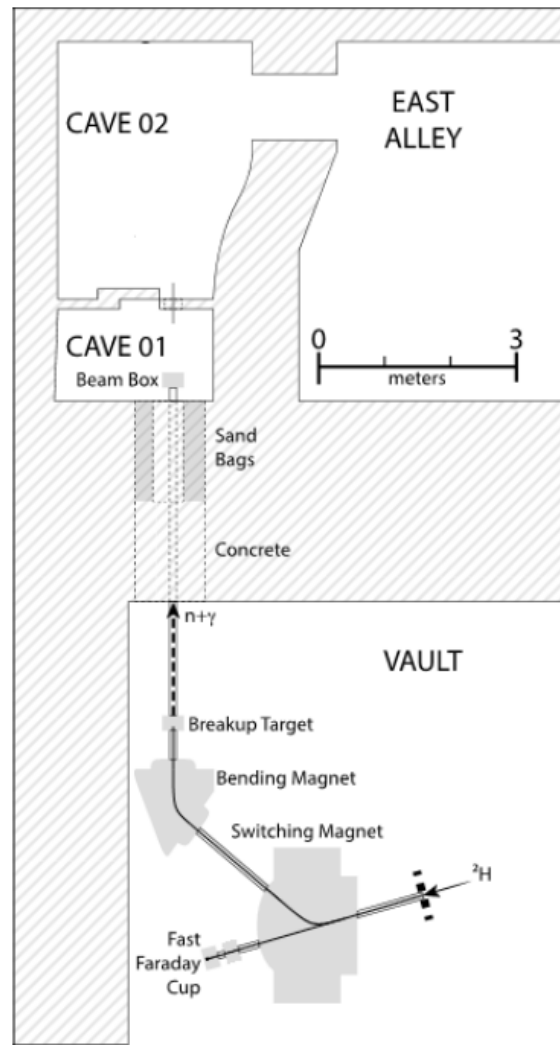 CAVE 02
EAST
ALLEY
CAVE 01
Beam Box
0 3
meters
Sand
Bags
Concrete
n+γ
VAULT
Breakup Target
Bending Magnet
Switching Magnet
²H
Fast
Faraday
Cup